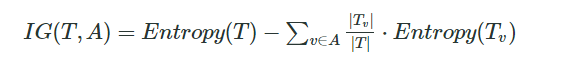 IG(T, A) = Entropy(T) − ∑_{v∈A} |T_v|/|T| · Entropy(T_v)